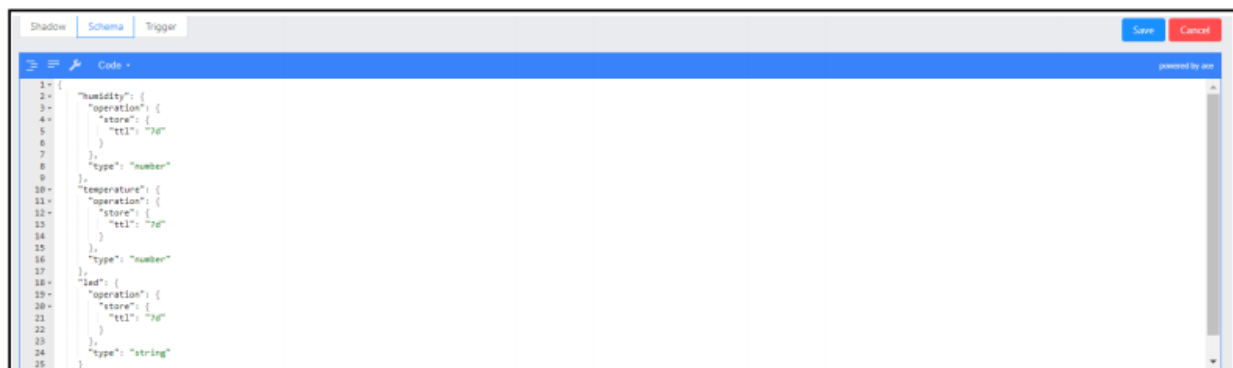 Shadow Schema Trigger Save Cancel
Code powered by ace
1 {
2 "humidity": {
3 "operation": {
4 "store": {
5 "ttl": "7d"
6 }
7 },
8 "type": "number"
9 },
10 "temperature": {
11 "operation": {
12 "store": {
13 "ttl": "7d"
14 }
15 },
16 "type": "number"
17 },
18 "led": {
19 "operation": {
20 "store": {
21 "ttl": "7d"
22 }
23 },
24 "type": "string"
25 }